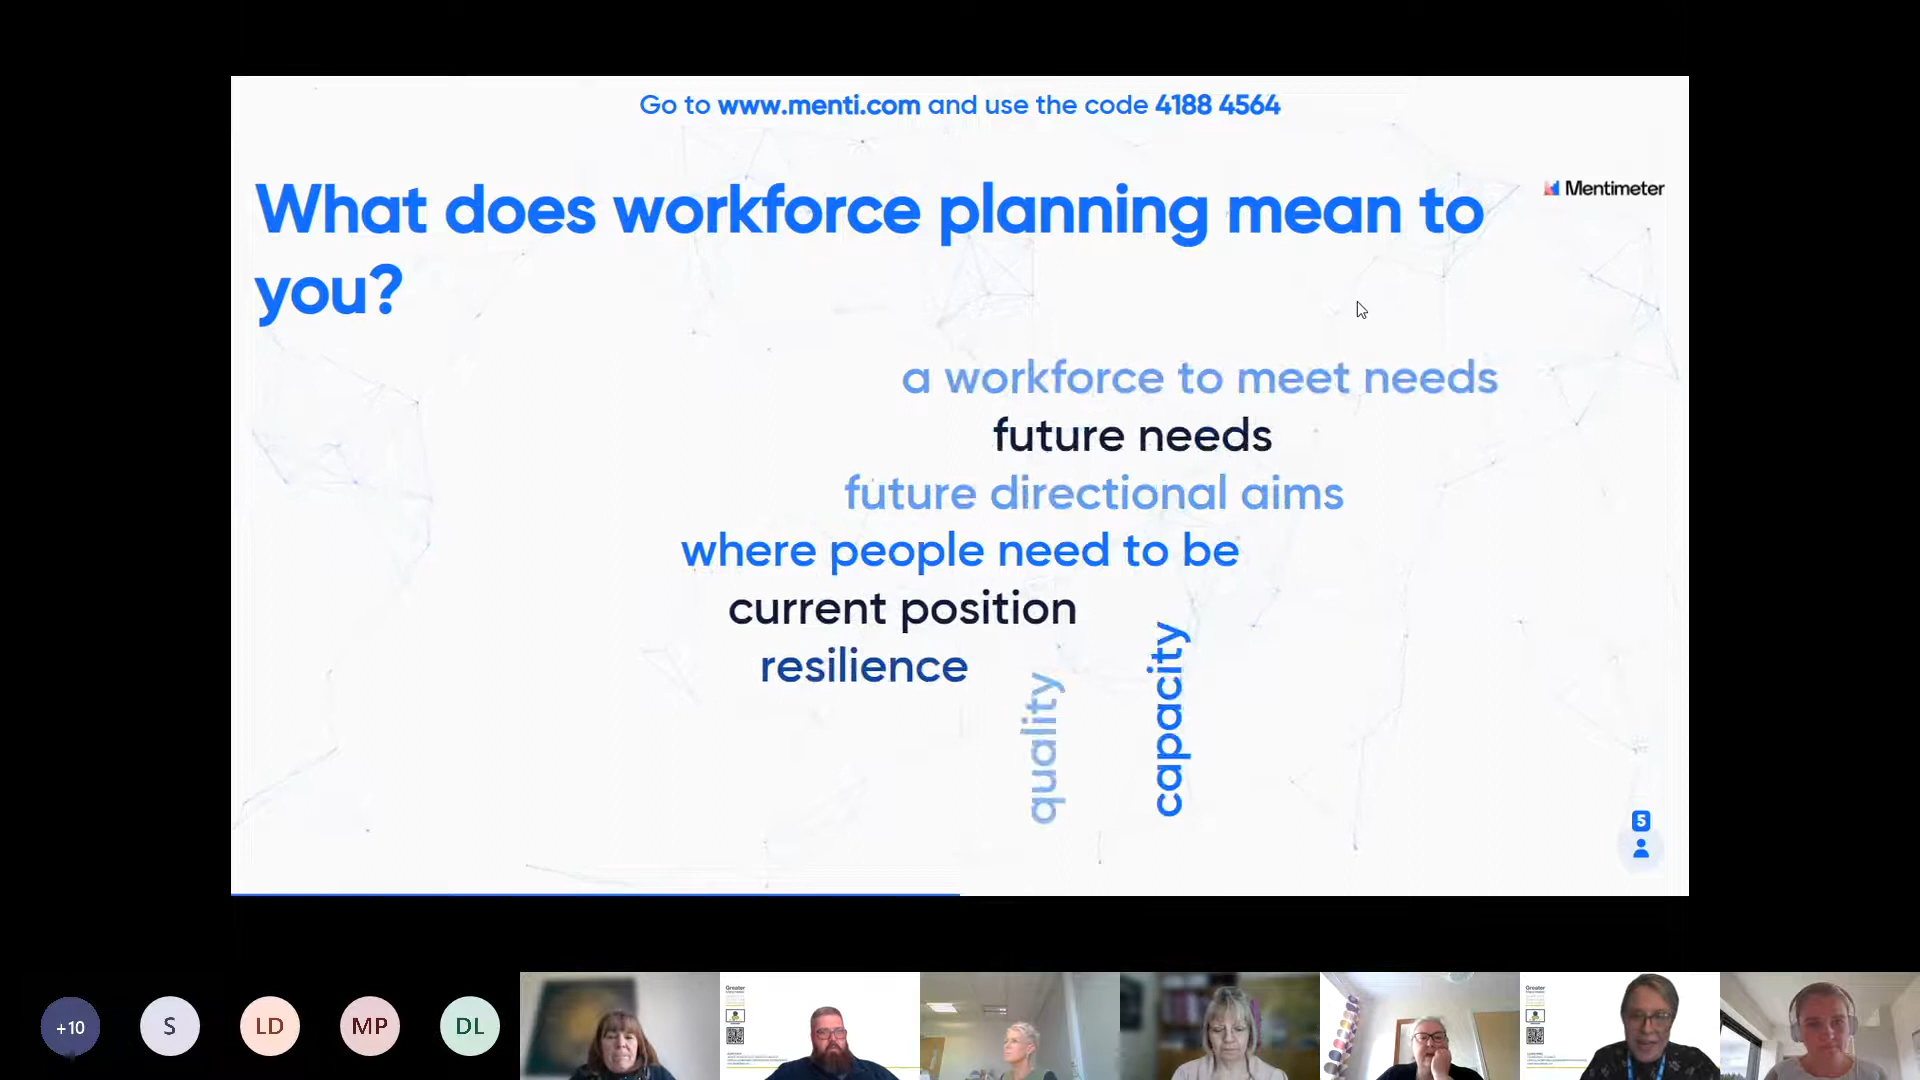 Go to www.menti.com and use the code 4188 4564
Mentimeter
What does workforce planning mean to
you?
a workforce to meet needs
future needs
future directional aims
where people need to be
current position
resilience
quality
capacity
5
+10
S
LD
MP
DL
Greater
Greater